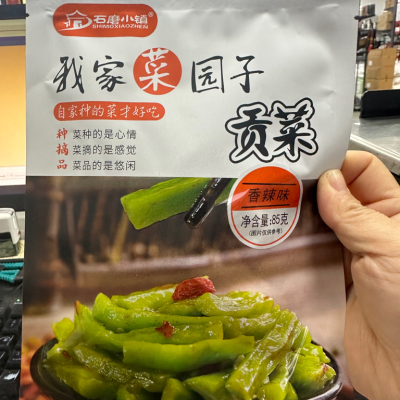 石磨小镇®
SHIMOXIAOZHEN
我家菜园子
自家种的菜才好吃
种 菜种的是心情
摘 菜摘的是感觉
品 菜品的是悠闲
贡菜
香辣味
净含量:85克
(图片仅供参考)